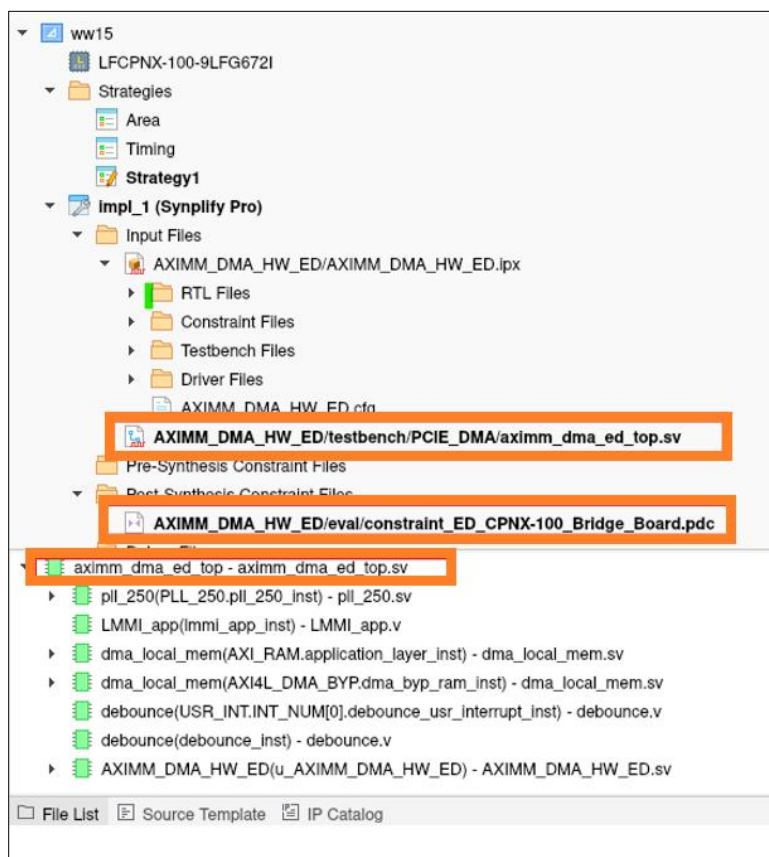 ww15
LFCPNX-100-9LFG672I
Strategies
Area
Timing
Strategy1
impl_1 (Synplify Pro)
Input Files
AXIMM_DMA_HW_ED/AXIMM_DMA_HW_ED.ipx
RTL Files
Constraint Files
Testbench Files
Driver Files
AXIMM_DMA_HW_ED.cfg
AXIMM_DMA_HW_ED/testbench/PCIE_DMA/aximm_dma_ed_top.sv
Pre-Synthesis Constraint Files
Post-Synthesis Constraint Files
AXIMM_DMA_HW_ED/eval/constraint_ED_CPNX-100_Bridge_Board.pdc
aximm_dma_ed_top - aximm_dma_ed_top.sv
pll_250(PLL_250.pll_250_inst) - pll_250.sv
LMMI_app(lmmi_app_inst) - LMMI_app.v
dma_local_mem(AXI_RAM.application_layer_inst) - dma_local_mem.sv
dma_local_mem(AXI4L_DMA_BYP.dma_byp_ram_inst) - dma_local_mem.sv
debounce(USR_INT.INT_NUM[0].debounce_usr_interrupt_inst) - debounce.v
debounce(debounce_inst) - debounce.v
AXIMM_DMA_HW_ED(u_AXIMM_DMA_HW_ED) - AXIMM_DMA_HW_ED.sv
File List Source Template IP Catalog